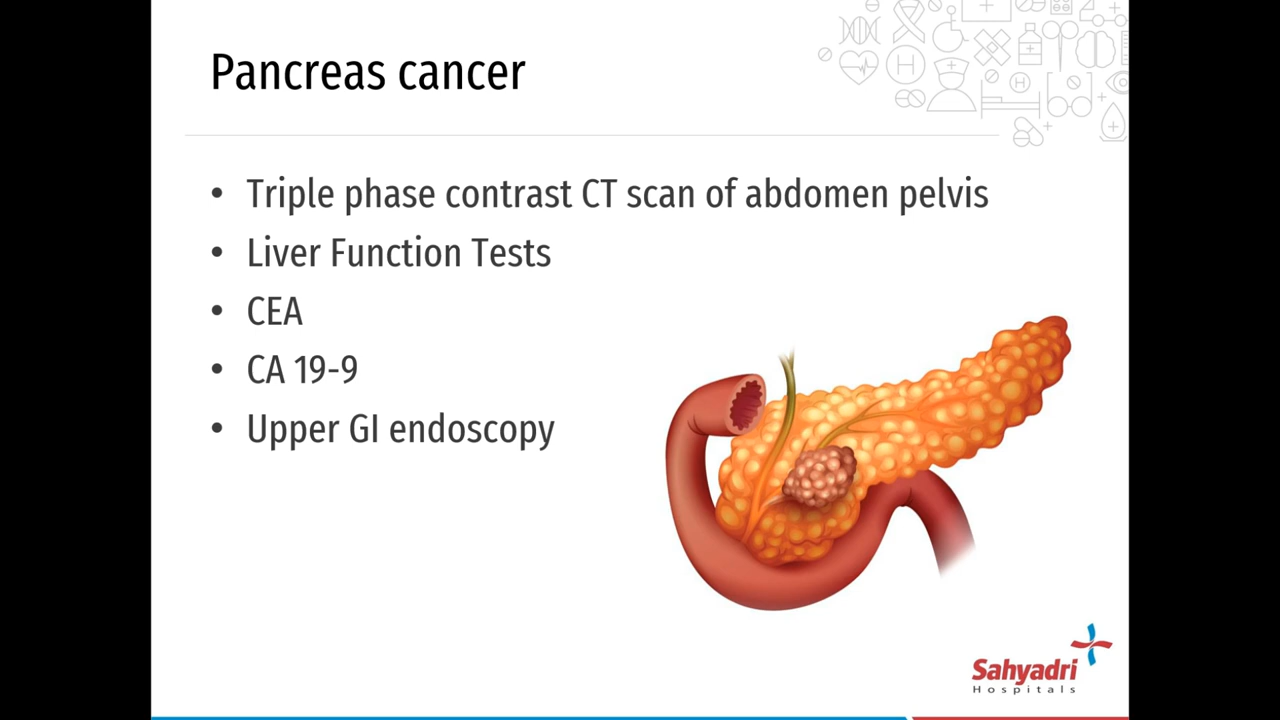 Pancreas cancer
• Triple phase contrast CT scan of abdomen pelvis
• Liver Function Tests
• CEA
• CA 19-9
• Upper GI endoscopy
H
H
Sahyadri
Hospitals